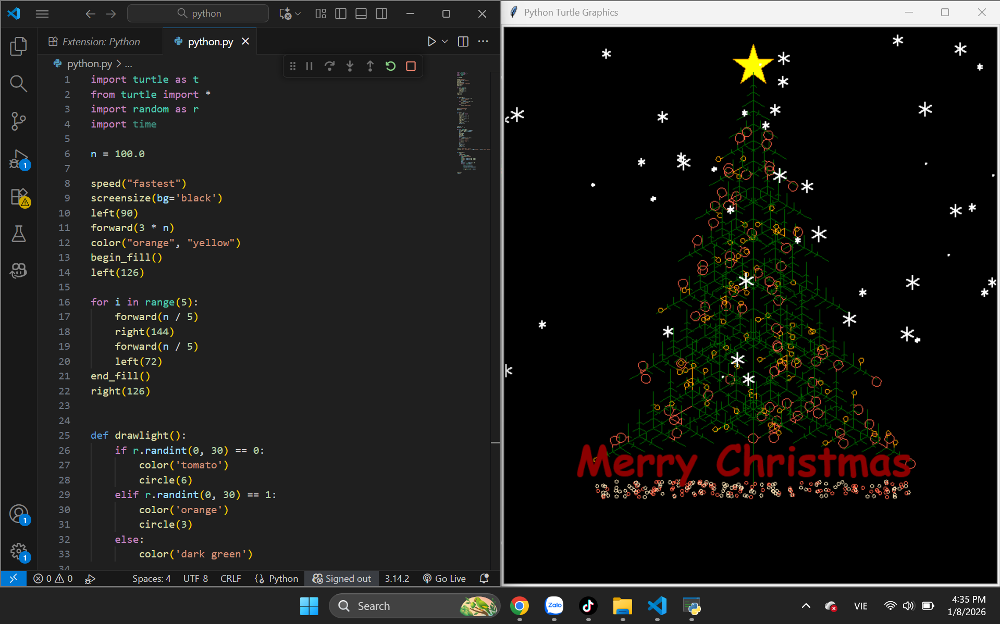 python
Extension: Python
python.py
python.py > ...
1 import turtle as t
2 from turtle import *
3 import random as r
4 import time
5
6 n = 100.0
7
8 speed("fastest")
9 screensize(bg='black')
10 left(90)
11 forward(3 * n)
12 color("orange", "yellow")
13 begin_fill()
14 left(126)
15
16 for i in range(5):
17 forward(n / 5)
18 right(144)
19 forward(n / 5)
20 left(72)
21 end_fill()
22 right(126)
23
24
25 def drawlight():
26 if r.randint(0, 30) == 0:
27 color('tomato')
28 circle(6)
29 elif r.randint(0, 30) == 1:
30 color('orange')
31 circle(3)
32 else:
33 color('dark green')
34
1
1
1
0 0 Spaces: 4 UTF-8 CRLF Python Signed out 3.14.2 Go Live
Python Turtle Graphics
Merry Christmas
Search
Zalo
VIE
4:35 PM
1/8/2026